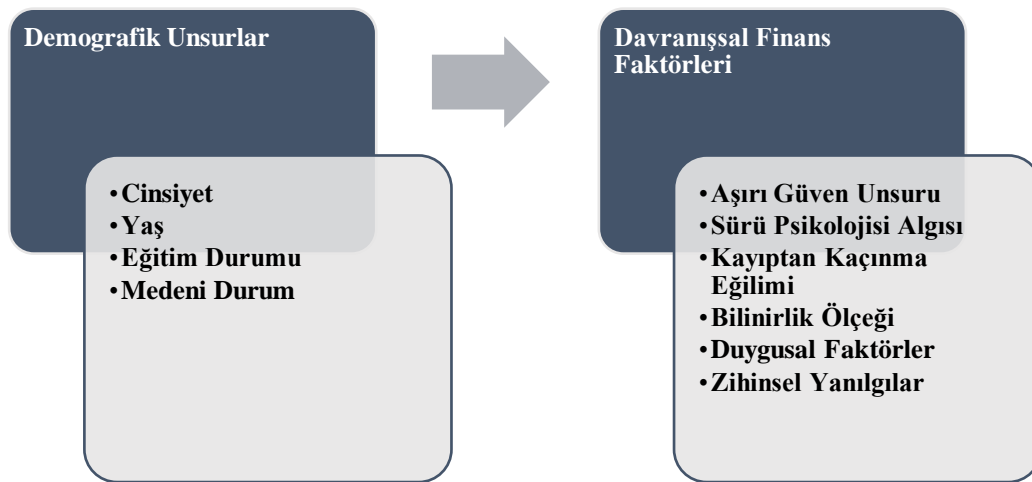 Demografik Unsurlar
•Cinsiyet
•Yaş
•Eğitim Durumu
•Medeni Durum
Davranışsal Finans
Faktörleri
•Aşırı Güven Unsuru
•Sürü Psikolojisi Algısı
•Kayıptan Kaçınma
Eğilimi
•Bilinirlik Ölçeği
•Duygusal Faktörler
•Zihinsel Yanılgılar